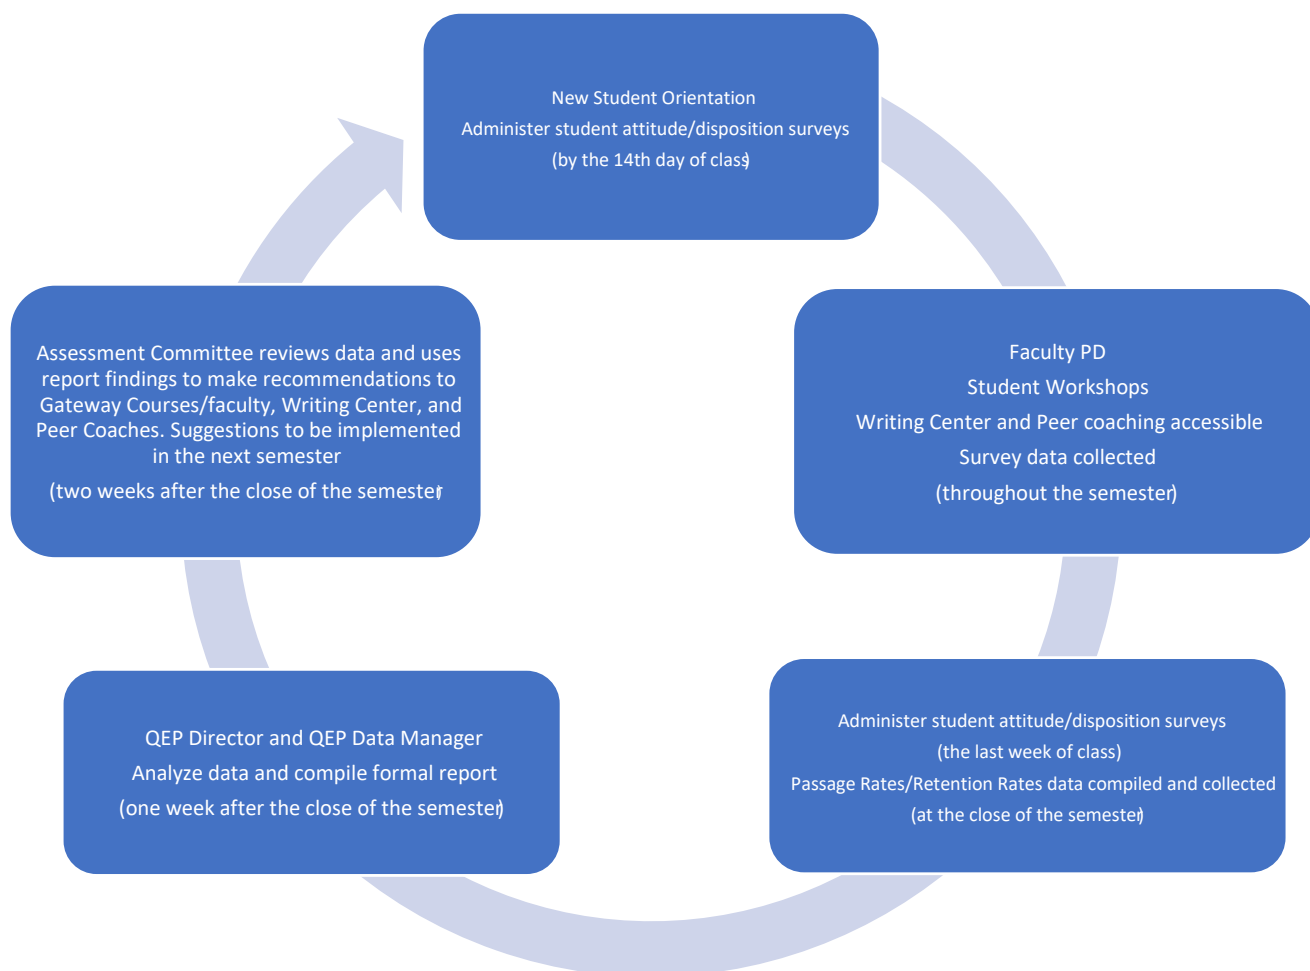 New Student Orientation
Administer student attitude/disposition surveys
(by the 14th day of class)
Faculty PD
Student Workshops
Writing Center and Peer coaching accessible
Survey data collected
(throughout the semester)
Administer student attitude/disposition surveys
(the last week of class)
Passage Rates/Retention Rates data compiled and collected
(at the close of the semester)
QEP Director and QEP Data Manager
Analyze data and compile formal report
(one week after the close of the semester)
Assessment Committee reviews data and uses
report findings to make recommendations to
Gateway Courses/faculty, Writing Center, and
Peer Coaches. Suggestions to be implemented
in the next semester
(two weeks after the close of the semester)